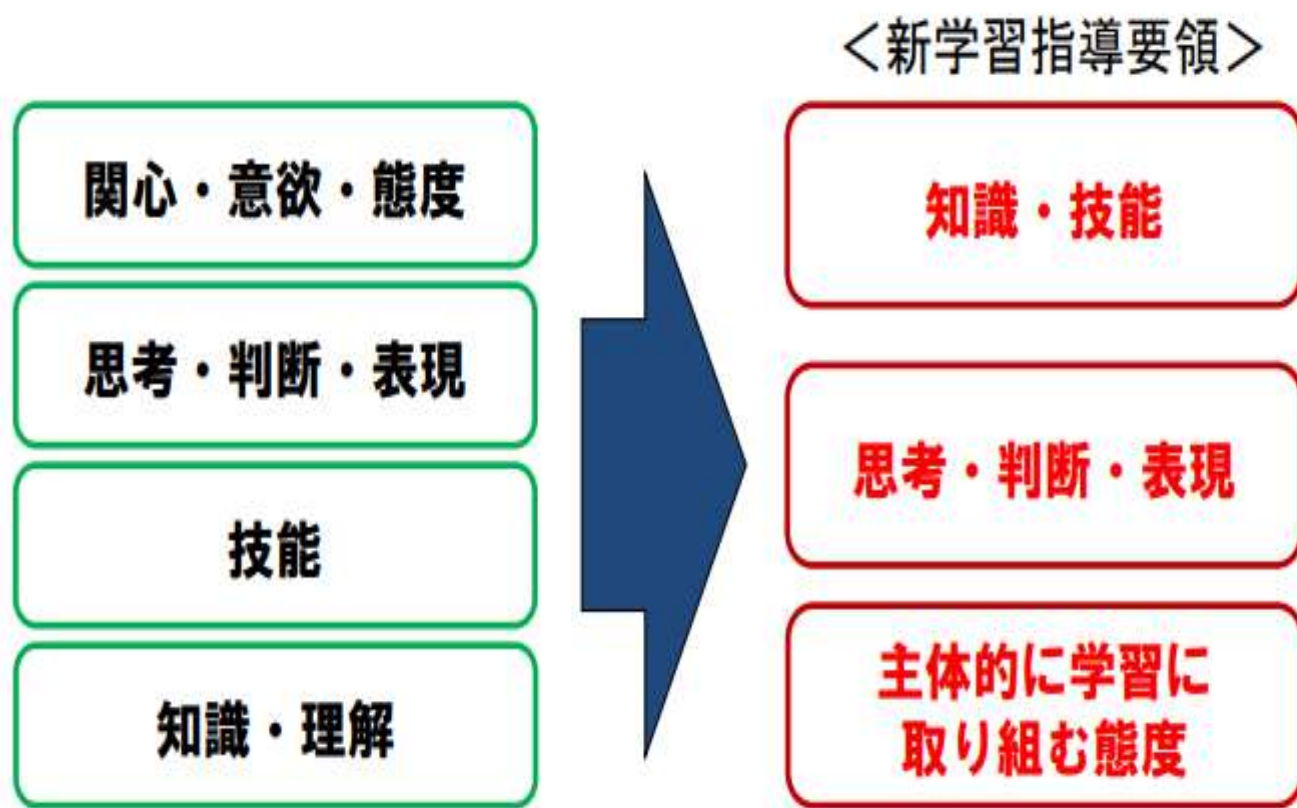 ＜新学習指導要領＞
関心・意欲・態度
思考・判断・表現
技能
知識・理解
知識・技能
思考・判断・表現
主体的に学習に
取り組む態度